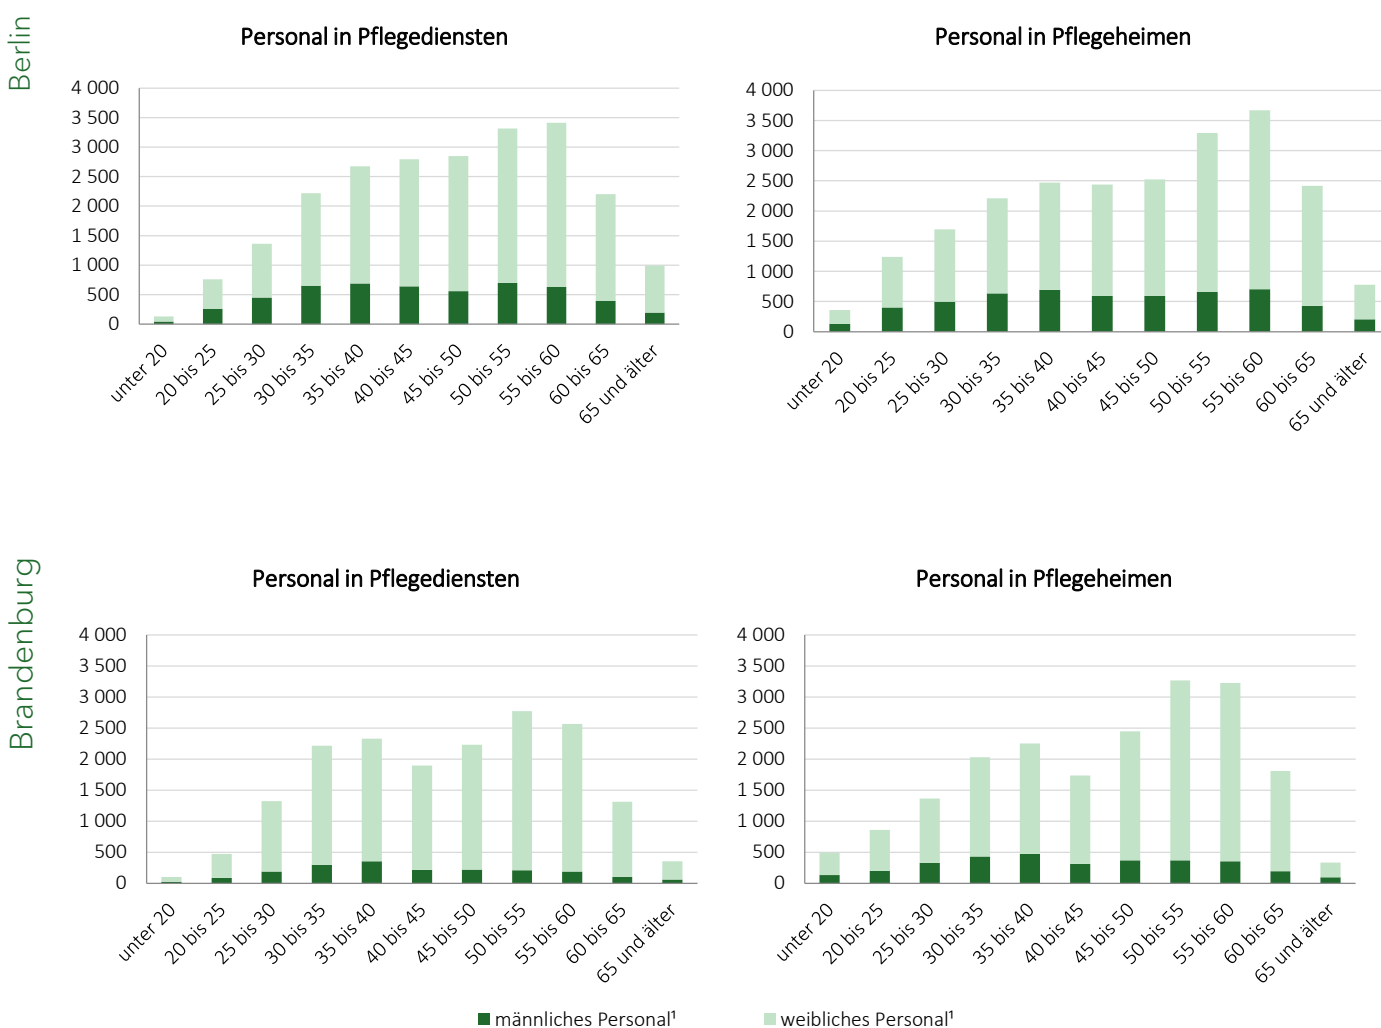 Berlin
Personal in Pflegediensten
4 000
3 500
3 000
2 500
2 000
1 500
1 000
500
0
unter 20
20 bis 25
25 bis 30
30 bis 35
35 bis 40
40 bis 45
45 bis 50
50 bis 55
55 bis 60
60 bis 65
65 und älter
Personal in Pflegeheimen
4 000
3 500
3 000
2 500
2 000
1 500
1 000
500
0
unter 20
20 bis 25
25 bis 30
30 bis 35
35 bis 40
40 bis 45
45 bis 50
50 bis 55
55 bis 60
60 bis 65
65 und älter
Brandenburg
Personal in Pflegediensten
4 000
3 500
3 000
2 500
2 000
1 500
1 000
500
0
unter 20
20 bis 25
25 bis 30
30 bis 35
35 bis 40
40 bis 45
45 bis 50
50 bis 55
55 bis 60
60 bis 65
65 und älter
Personal in Pflegeheimen
4 000
3 500
3 000
2 500
2 000
1 500
1 000
500
0
unter 20
20 bis 25
25 bis 30
30 bis 35
35 bis 40
40 bis 45
45 bis 50
50 bis 55
55 bis 60
60 bis 65
65 und älter
männliches Personal¹
weibliches Personal¹